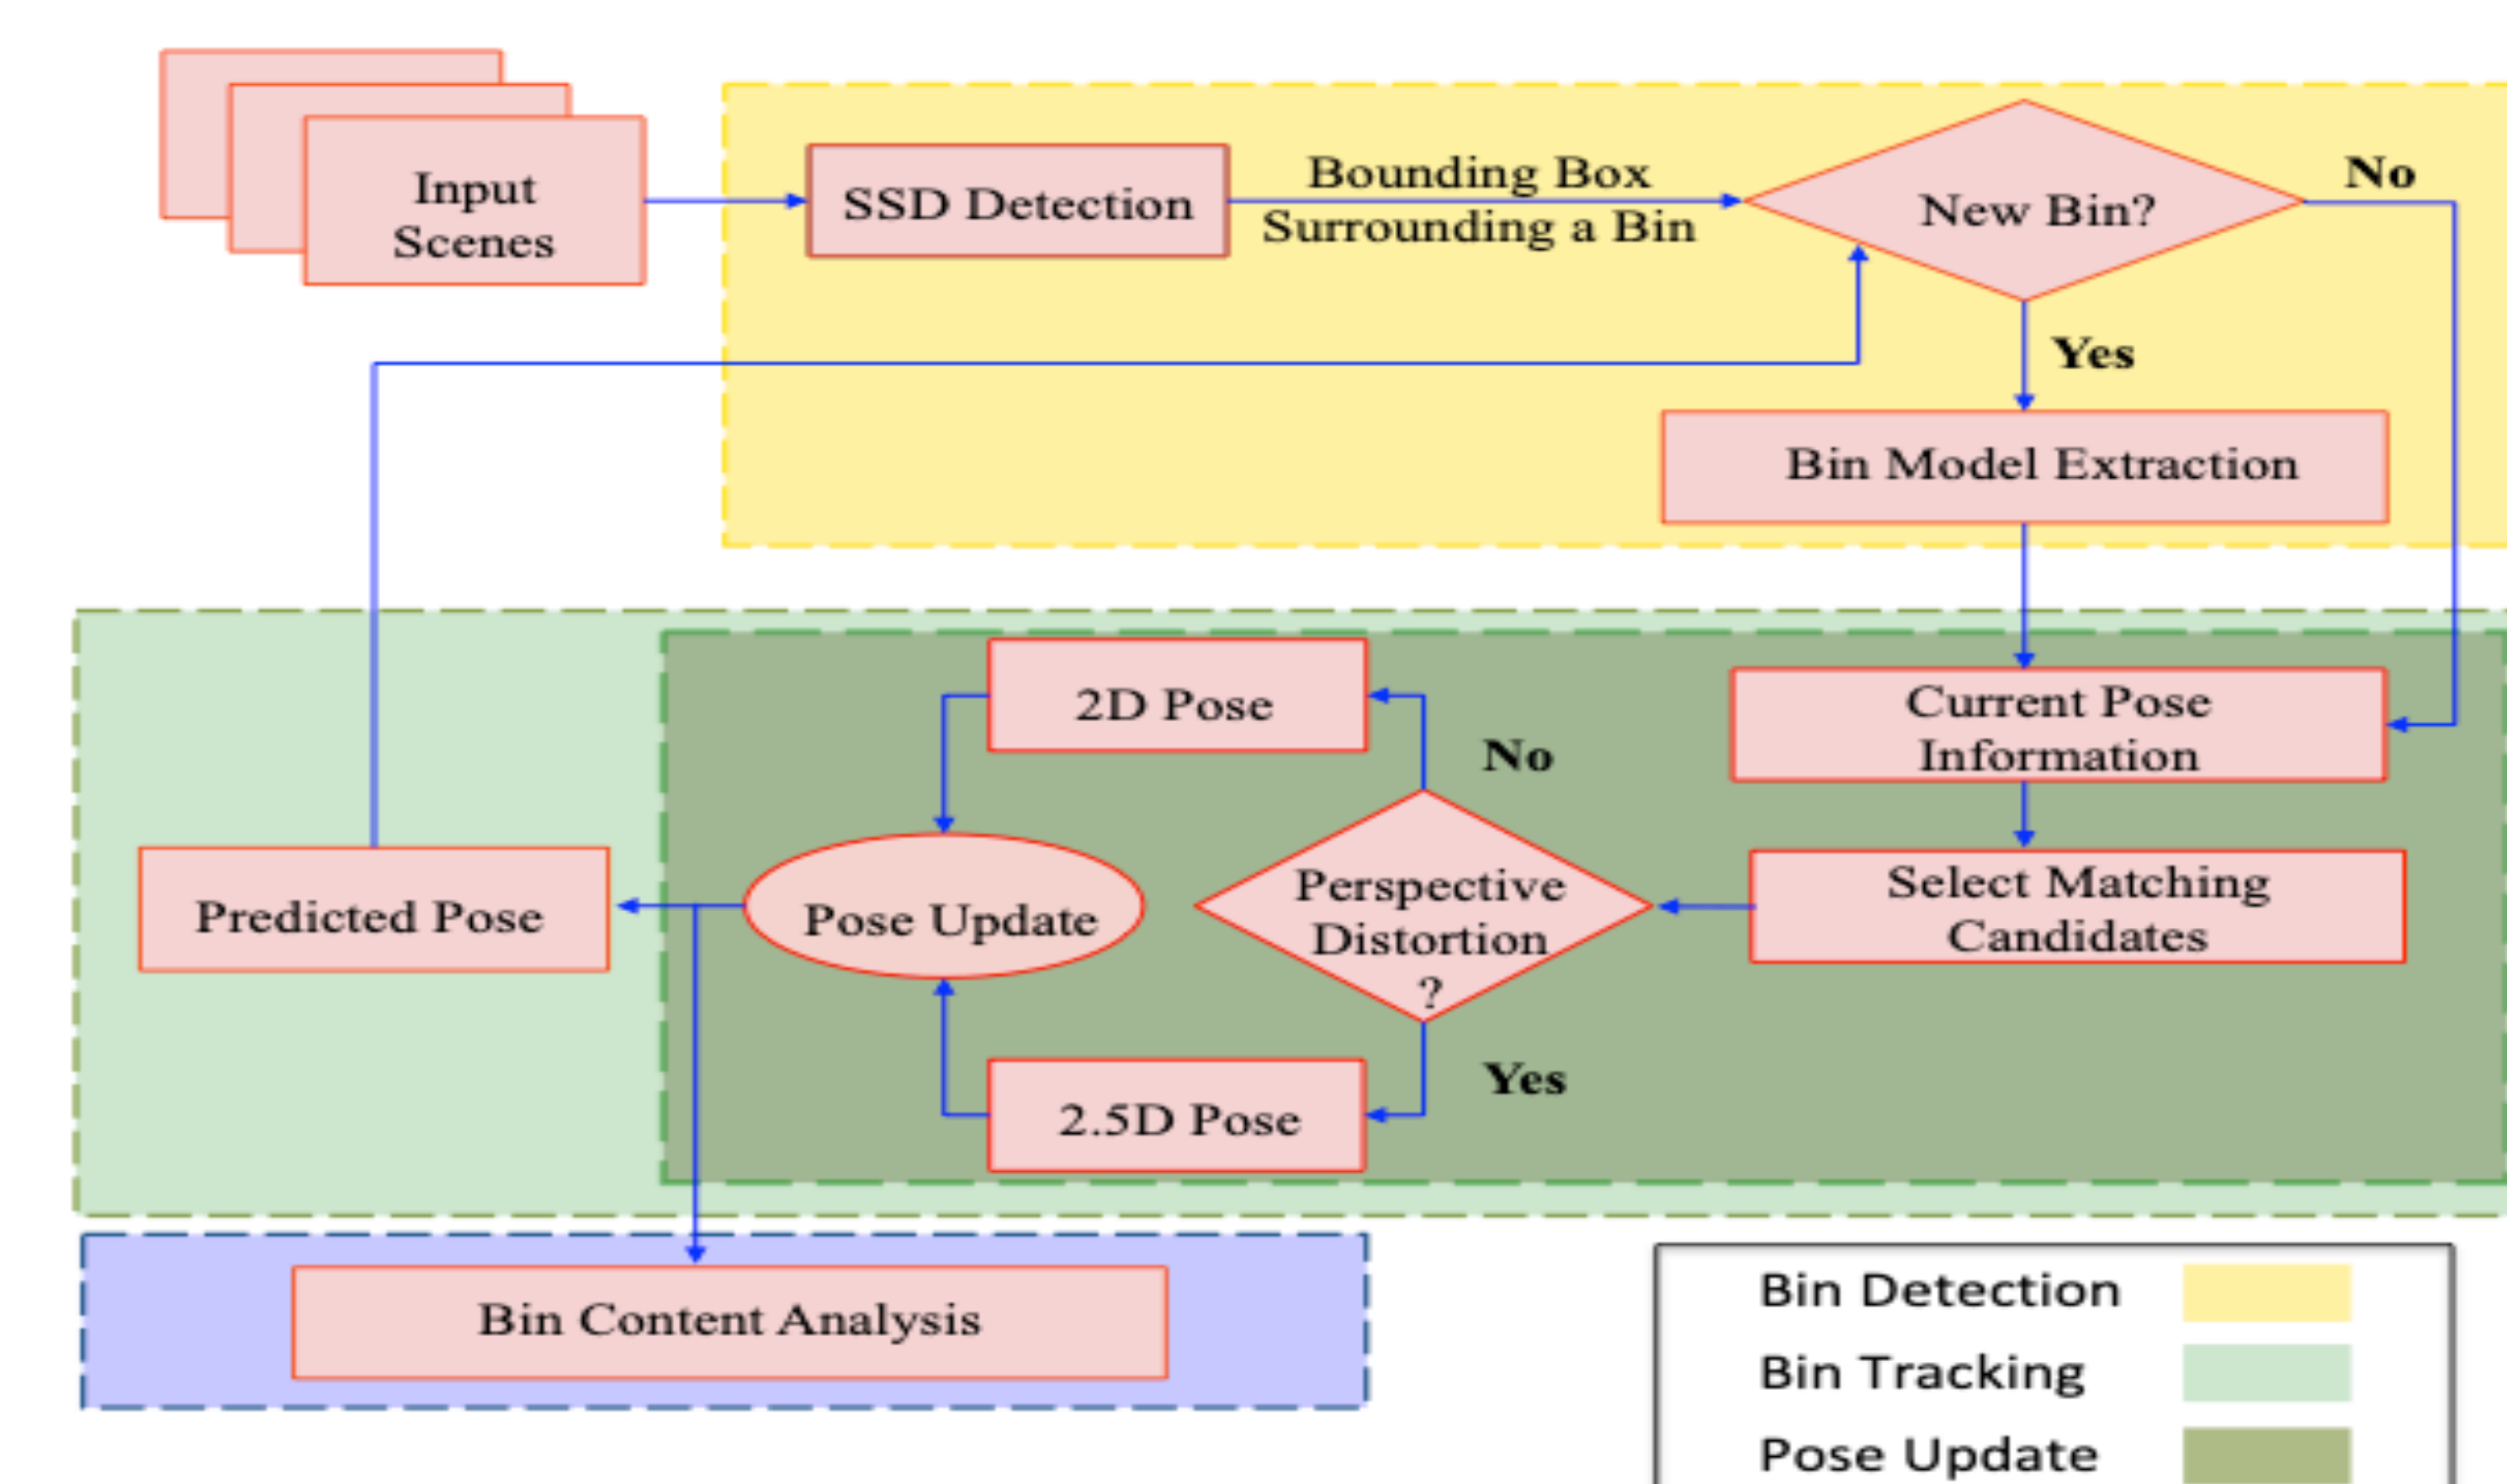 Input
Scenes
SSD Detection
Bounding Box
Surrounding a Bin
New Bin?
No
Yes
Bin Model Extraction
2D Pose
No
Current Pose
Information
Predicted Pose
Pose Update
Perspective
Distortion
?
Select Matching
Candidates
Yes
2.5D Pose
Bin Content Analysis
Bin Detection
Bin Tracking
Pose Update